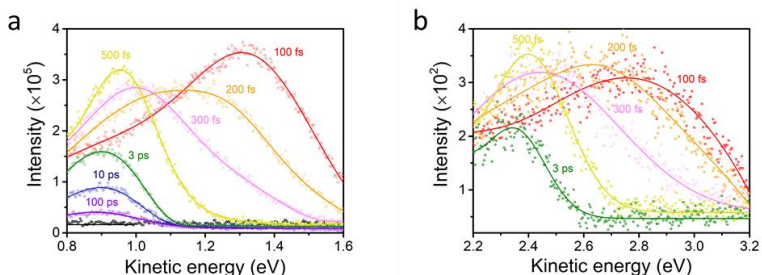 a
Intensity (×10⁵)
4
3
2
1
0
500 fs
100 fs
200 fs
300 fs
3 ps
10 ps
100 ps
0.8 1.0 1.2 1.4 1.6
Kinetic energy (eV)
b
Intensity (×10²)
4
3
2
1
500 fs
200 fs
100 fs
300 fs
3 ps
2.2 2.4 2.6 2.8 3.0 3.2
Kinetic energy (eV)